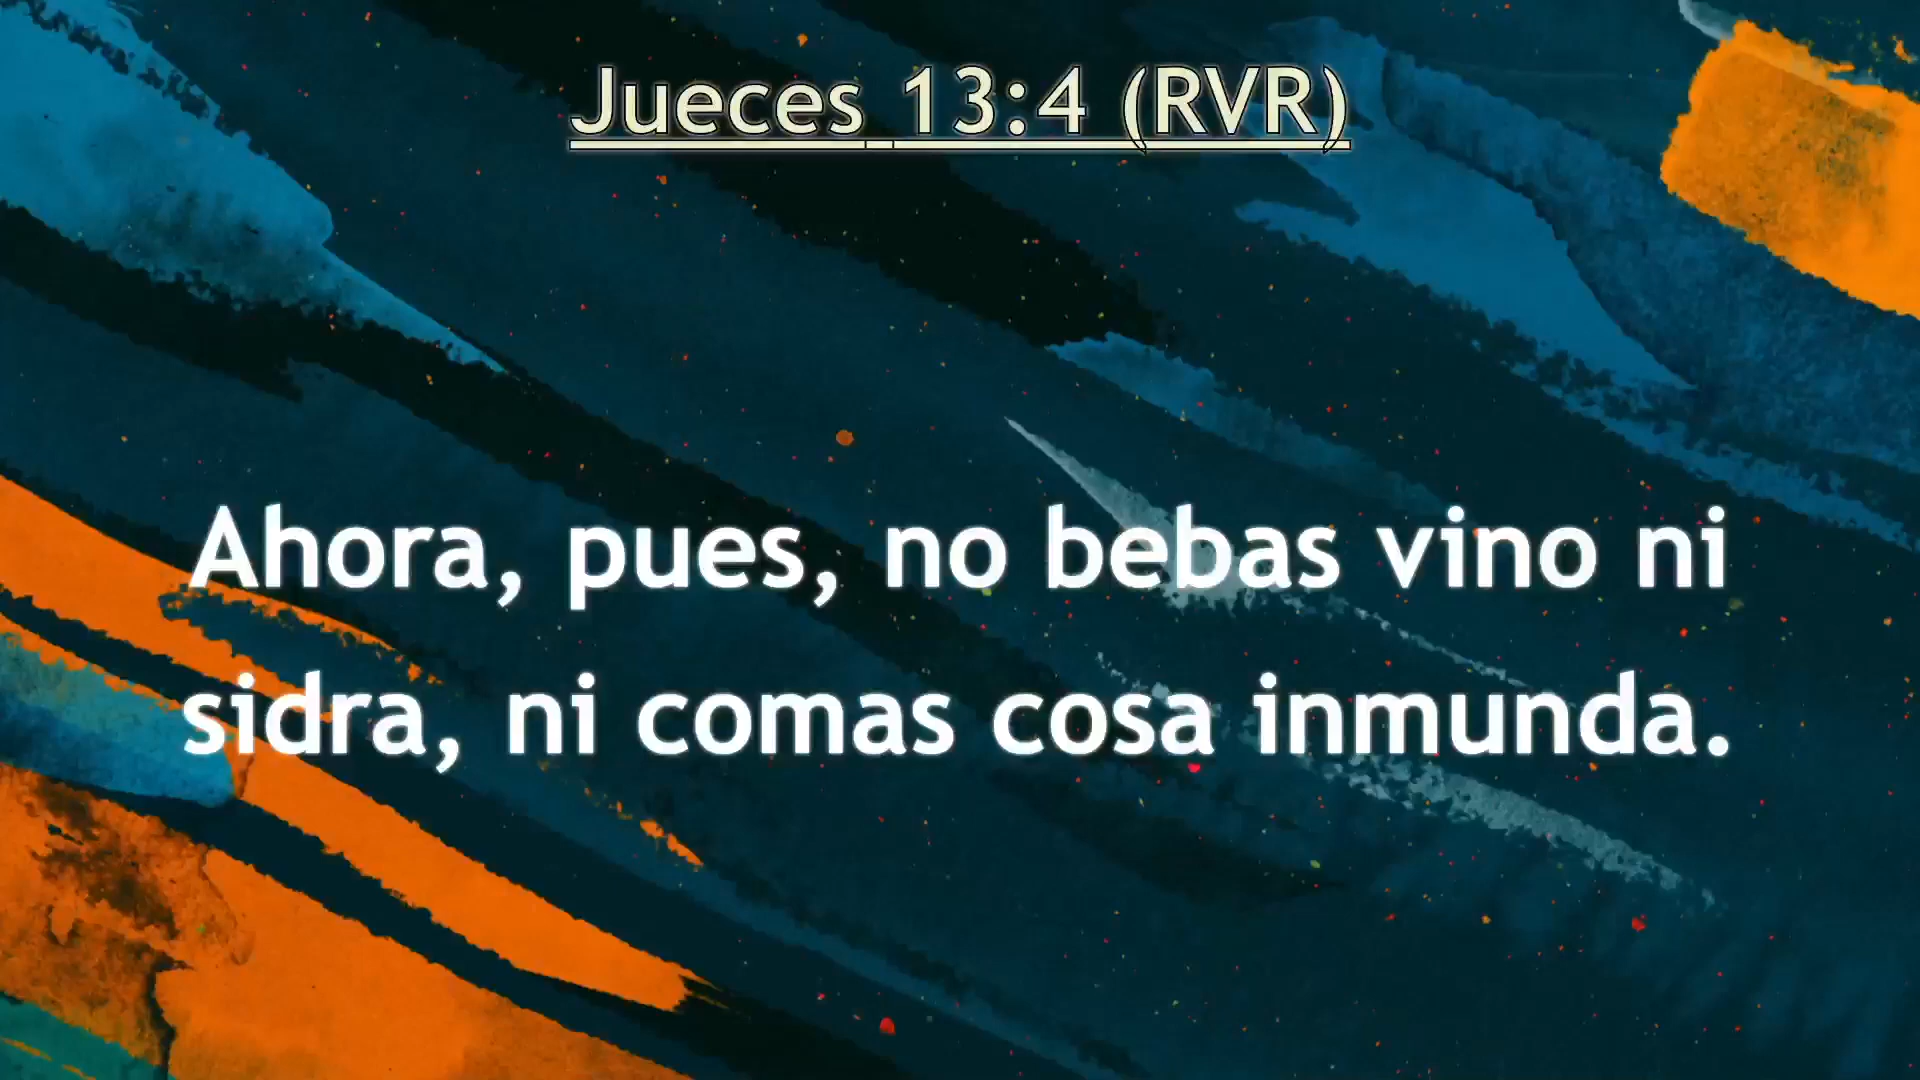 Jueces 13:4 (RVR)
Ahora, pues, no bebas vino ni
sidra, ni comas cosa inmunda.